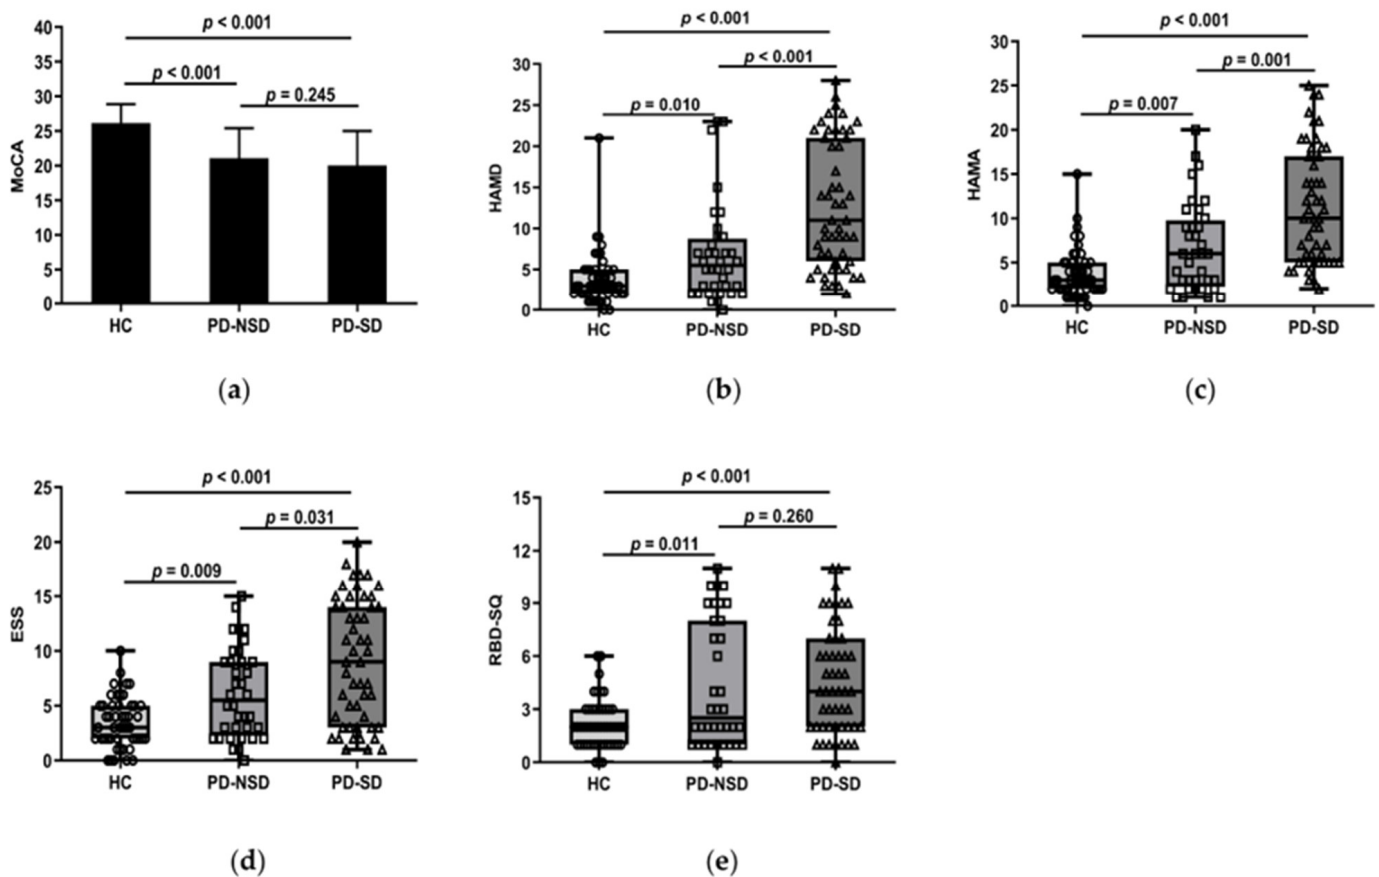 p < 0.001
p < 0.001
p = 0.245
MoCA
40
35
30
25
20
15
10
5
0
HC PD-NSD PD-SD
(a)
p < 0.001
p < 0.001
p = 0.010
HAMD
30
25
20
15
10
5
0
HC PD-NSD PD-SD
(b)
p < 0.001
p = 0.001
p = 0.007
HAMA
30
25
20
15
10
5
0
HC PD-NSD PD-SD
(c)
p < 0.001
p = 0.031
p = 0.009
ESS
25
20
15
10
5
0
HC PD-NSD PD-SD
(d)
p < 0.001
p = 0.260
p = 0.011
RBD-SQ
15
12
9
6
3
0
HC PD-NSD PD-SD
(e)